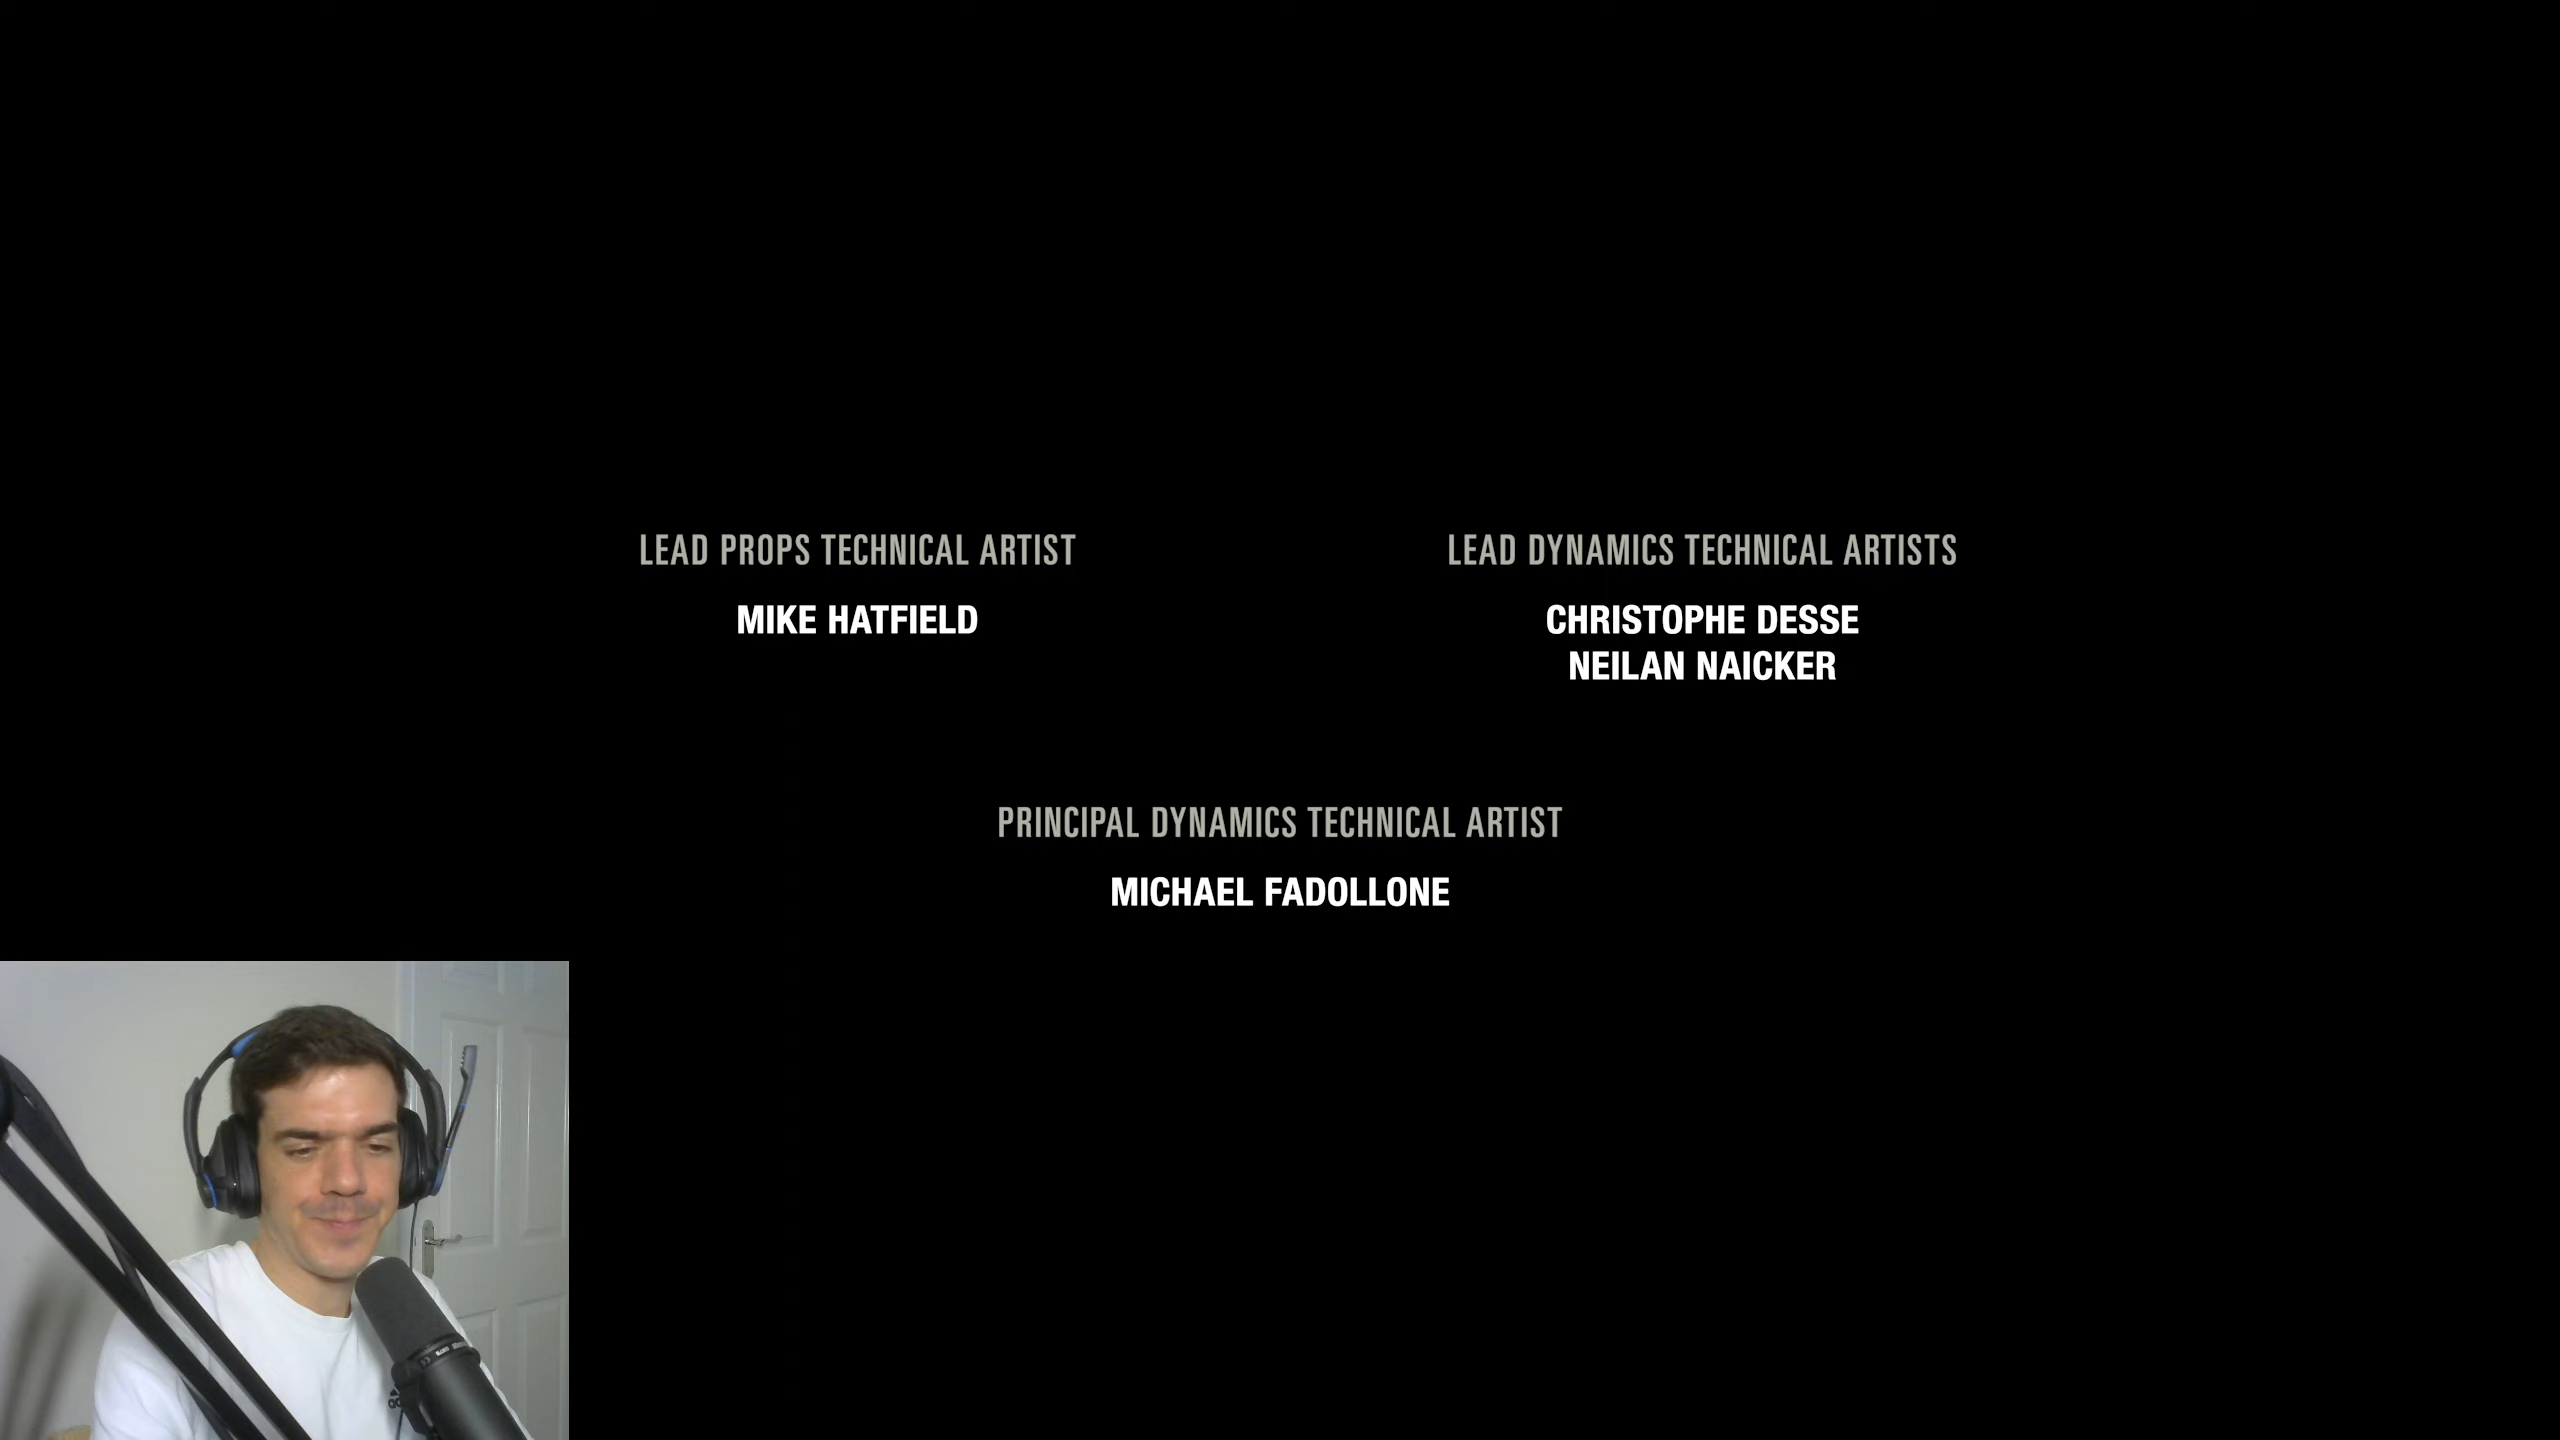 LEAD PROPS TECHNICAL ARTIST
MIKE HATFIELD
LEAD DYNAMICS TECHNICAL ARTISTS
CHRISTOPHE DESSE
NEILAN NAICKER
PRINCIPAL DYNAMICS TECHNICAL ARTIST
MICHAEL FADOLLONE